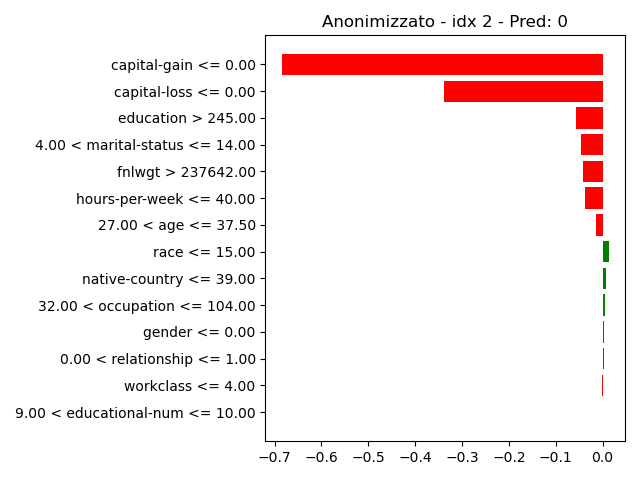 Anonimizzato - idx 2 - Pred: 0
capital-gain <= 0.00
capital-loss <= 0.00
education > 245.00
4.00 < marital-status <= 14.00
fnlwgt > 237642.00
hours-per-week <= 40.00
27.00 < age <= 37.50
race <= 15.00
native-country <= 39.00
32.00 < occupation <= 104.00
gender <= 0.00
0.00 < relationship <= 1.00
workclass <= 4.00
9.00 < educational-num <= 10.00
−0.7 −0.6 −0.5 −0.4 −0.3 −0.2 −0.1 0.0